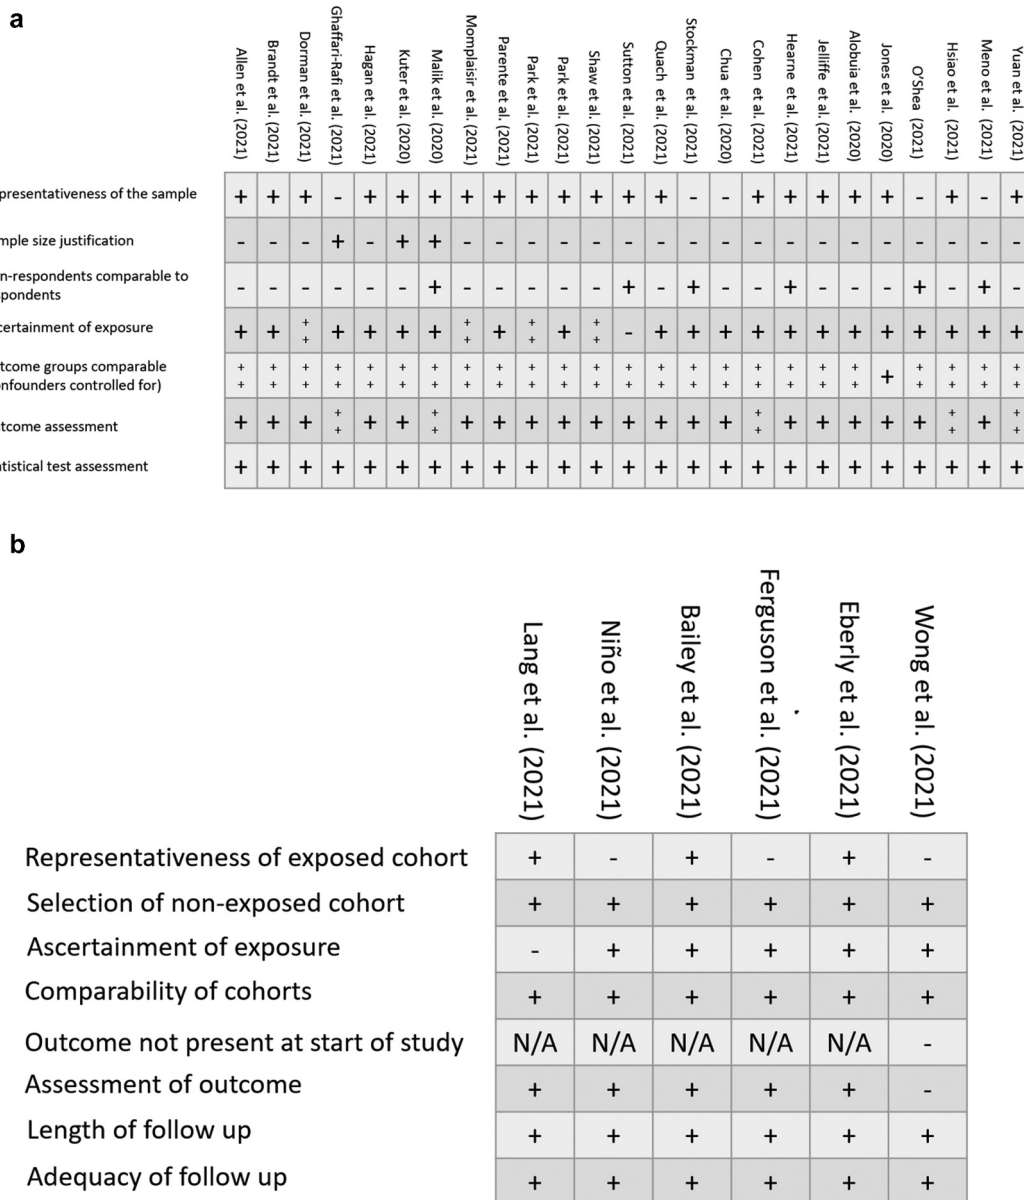 a
Allen et al. (2021)
Brandt et al. (2021)
Dorman et al. (2021)
Ghaffari-Rafi et al. (2021)
Hagan et al. (2021)
Kuter et al. (2020)
Malik et al. (2020)
Momplaisir et al. (2021)
Parente et al. (2021)
Park et al. (2021)
Park et al. (2021)
Shaw et al. (2021)
Sutton et al. (2021)
Quach et al. (2021)
Stockman et al. (2021)
Chua et al. (2020)
Cohen et al. (2021)
Hearne et al. (2021)
Jelliffe et al. (2021)
Alobuia et al. (2020)
Jones et al. (2020)
O'Shea (2021)
Hsiao et al. (2021)
Meno et al. (2021)
Yuan et al. (2021)
presentativeness of the sample + + + - + + + + + + + + + + - - + + + + + - + - +
mple size justification - - - + - + + - - - - - - - - - - - - - - - - - -
n-respondents comparable to
spondents - - - - - - + - - - - - + - + - - + - - - + - + -
certainment of exposure + + ++ + + + + ++ + ++ + ++ - + + + + + + + + + + + +
tcome groups comparable
onfounders controlled for) ++ ++ ++ ++ ++ ++ ++ ++ ++ ++ ++ ++ ++ ++ ++ ++ ++ ++ ++ ++ + ++ ++ ++ ++
tcome assessment + + + ++ + + ++ + + + + + + + + + ++ + + + + + ++ + ++
tistical test assessment + + + + + + + + + + + + + + + + + + + + + + + + +
b
Lang et al. (2021)
Niño et al. (2021)
Bailey et al. (2021)
Ferguson et al. (2021)
Eberly et al. (2021)
Wong et al. (2021)
Representativeness of exposed cohort + - + - + -
Selection of non-exposed cohort + + + + + +
Ascertainment of exposure - + + + + +
Comparability of cohorts + + + + + +
Outcome not present at start of study N/A N/A N/A N/A N/A -
Assessment of outcome + + + + + -
Length of follow up + + + + + +
Adequacy of follow up + + + + + +